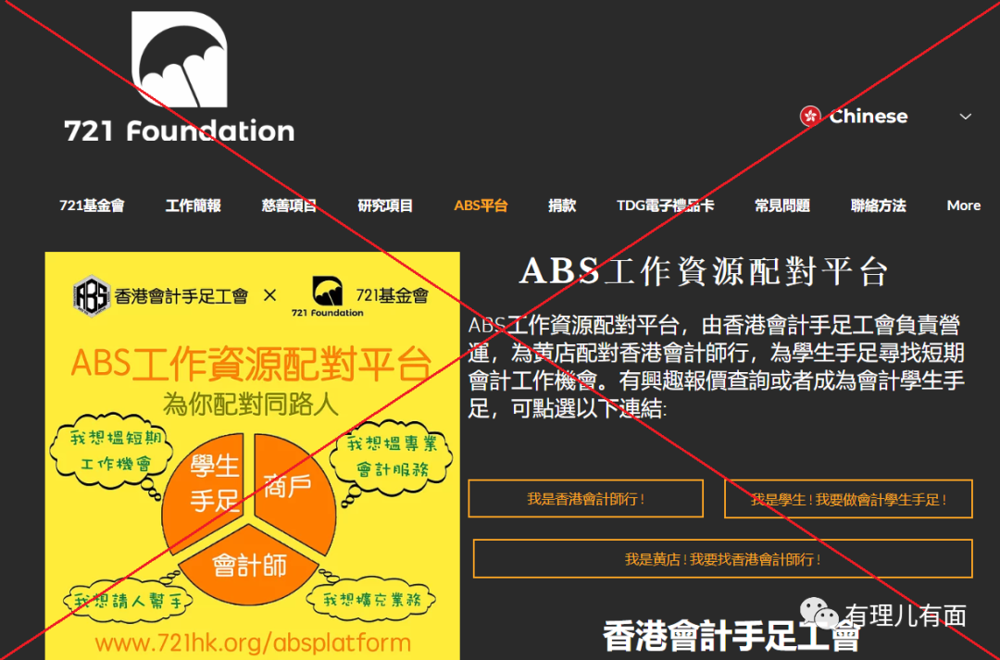 721 Foundation
Chinese
721基金會
工作簡報
慈善項目
研究項目
ABS平台
捐款
TDG電子禮品卡
常見問題
聯絡方法
More
ABS
香港會計手足工會
×
721 Foundation
721基金會
ABS工作資源配對平台
為你配對同路人
我想搵短期
工作機會
我想搵專業
會計服務
學生
手足
商戶
會計師
我想請人幫手
我想擴充業務
www.721hk.org/absplatform
ABS工作資源配對平台
ABS工作資源配對平台，由香港會計手足工會負責營
運，為黃店配對香港會計師行，為學生手足尋找短期
會計工作機會。有興趣報價查詢或者成為會計學生手
足，可點選以下連結:
我是香港會計師行!
我是學生!我要做會計學生手足!
我是黃店!我要找香港會計師行!
香港會計手足工會
有理儿有面